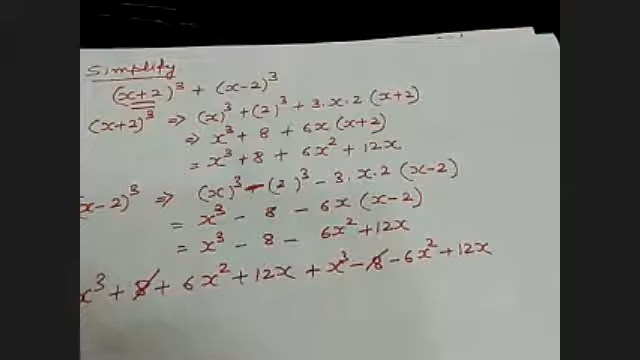 Simplify
(x+2)³ + (x-2)³
(x+2)³ ⇒ (x)³ + (2)³ + 3.x.2 (x+2)
⇒ x³ + 8 + 6x (x+2)
= x³ + 8 + 6x² + 12x
x-2)³ ⇒ (x)³ - (2)³ - 3.x.2 (x-2)
= x³ - 8 - 6x (x-2)
= x³ - 8 - 6x² + 12x
x³ + 8 + 6x² + 12x + x³ - 8 - 6x² + 12x